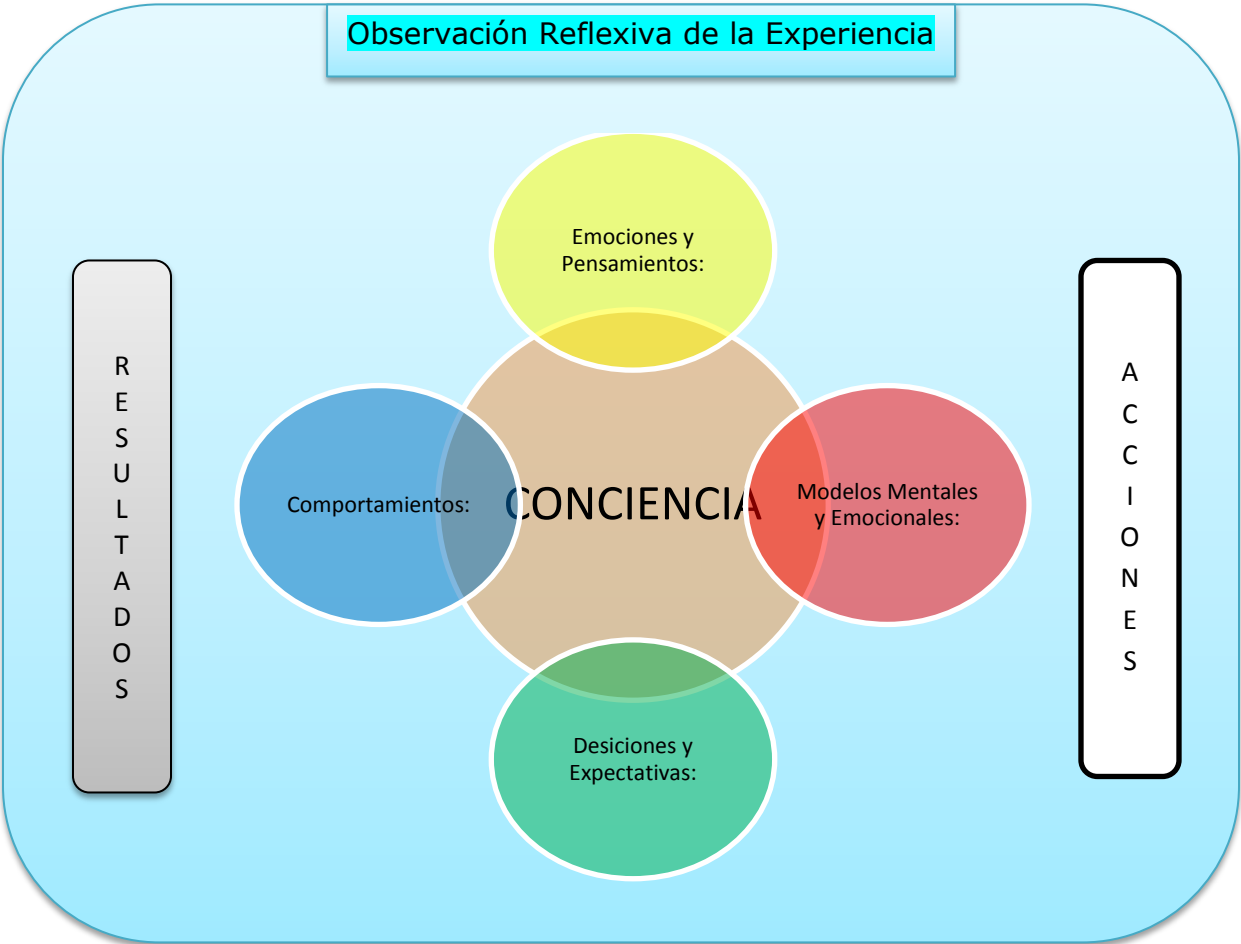 Observación Reflexiva de la Experiencia
Emociones y
Pensamientos:
R
E
S
U
L
T
A
D
O
S
Comportamientos:
CONCIENCIA
Modelos Mentales
y Emocionales:
A
C
C
I
O
N
E
S
Desiciones y
Expectativas: